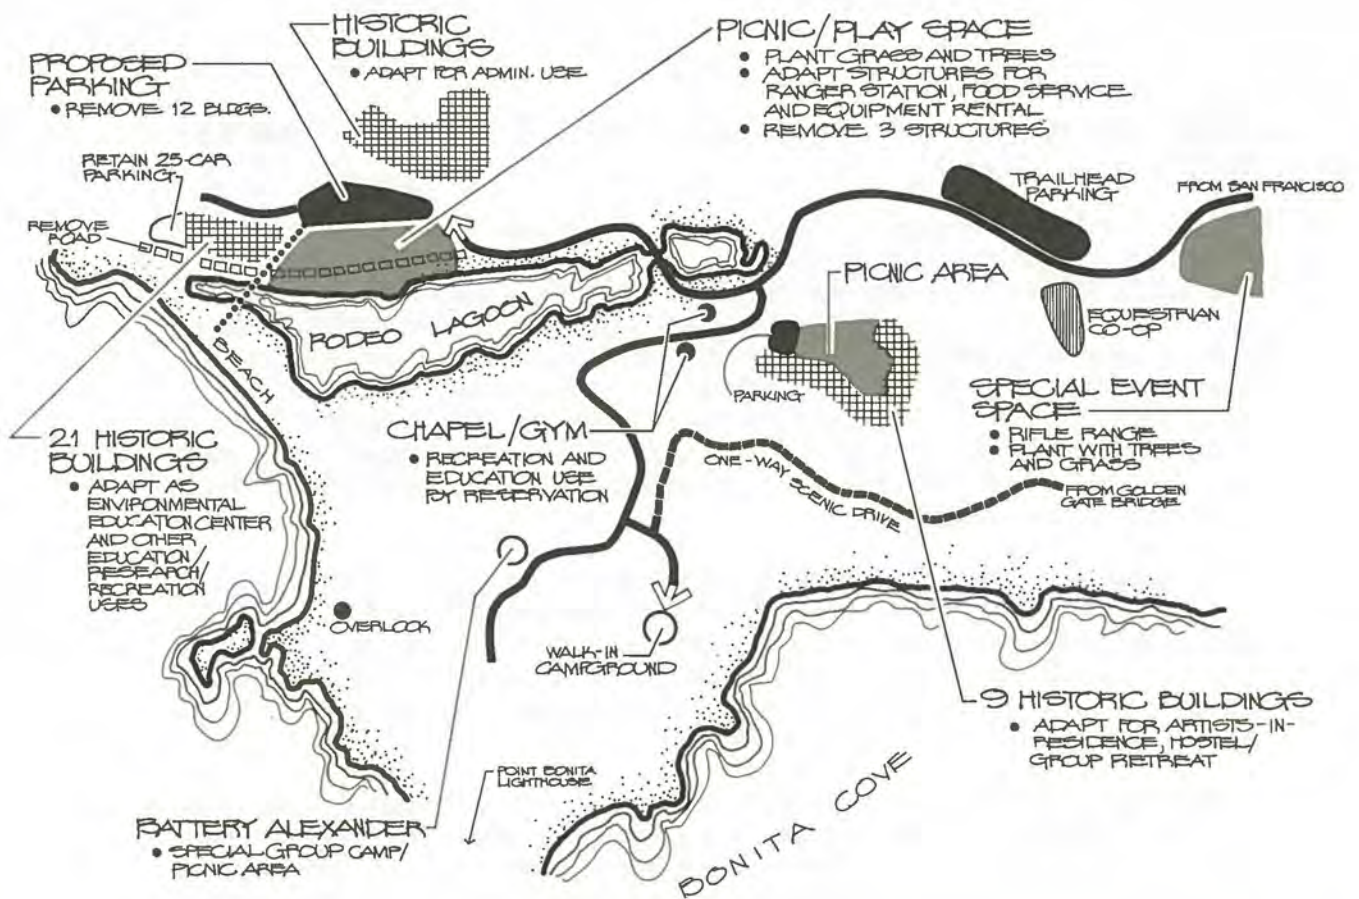 HISTORIC
BUILDINGS
• ADAPT FOR ADMIN. USE
PICNIC/PLAY SPACE
• PLANT GRASS AND TREES
• ADAPT STRUCTURES FOR
RANGER STATION, FOOD SERVICE
AND EQUIPMENT RENTAL
• REMOVE 3 STRUCTURES
PROPOSED
PARKING
• REMOVE 12 BLDGS.
RETAIN 25-CAR
PARKING
REMOVE
ROAD
TRAILHEAD
PARKING
FROM SAN FRANCISCO
PICNIC AREA
RODEO LAGOON
BEACH
EQUESTRIAN
CO-OP
PARKING
SPECIAL EVENT
SPACE
• RIFLE RANGE
• PLANT WITH TREES
AND GRASS
21 HISTORIC
BUILDINGS
• ADAPT AS
ENVIRONMENTAL
EDUCATION CENTER
AND OTHER
EDUCATION/
RESEARCH/
RECREATION
USES
CHAPEL/GYM
• RECREATION AND
EDUCATION USE
BY RESERVATION
ONE-WAY SCENIC DRIVE
FROM GOLDEN
GATE BRIDGE
OVERLOOK
WALK-IN
CAMPGROUND
9 HISTORIC BUILDINGS
• ADAPT FOR ARTISTS-IN-
RESIDENCE, HOSTEL/
GROUP RETREAT
POINT BONITA
LIGHTHOUSE
BATTERY ALEXANDER
• SPECIAL GROUP CAMP/
PICNIC AREA
BONITA COVE